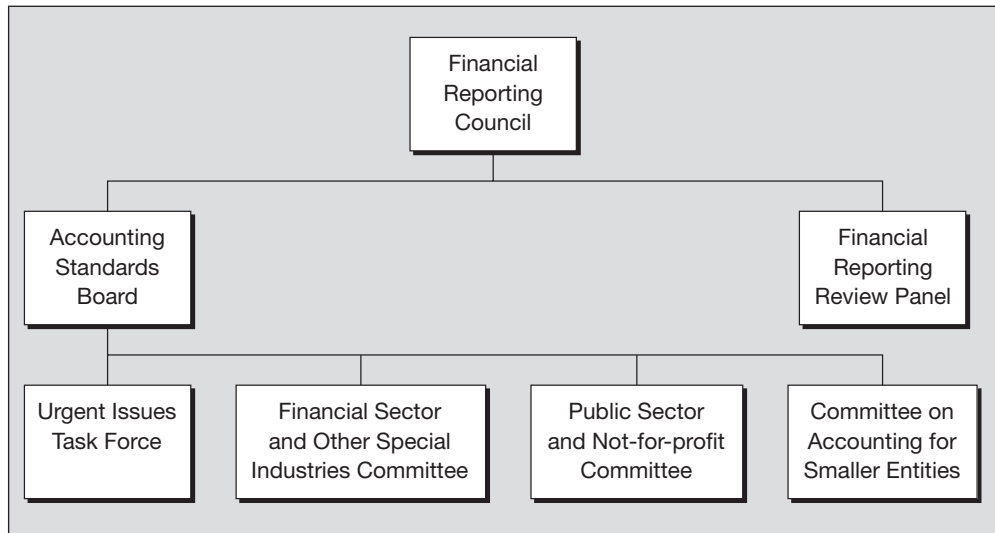 Financial
Reporting
Council
Accounting
Standards
Board
Financial
Reporting
Review Panel
Urgent Issues
Task Force
Financial Sector
and Other Special
Industries Committee
Public Sector
and Not-for-profit
Committee
Committee on
Accounting for
Smaller Entities